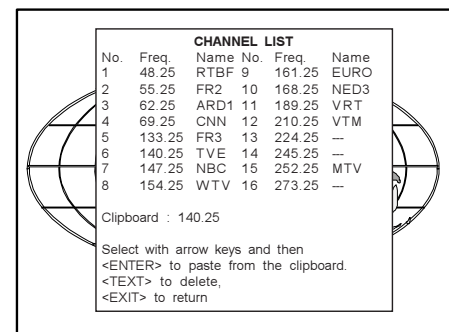 CHANNEL LIST
No. Freq. Name No. Freq. Name
1 48.25 RTBF 9 161.25 EURO
2 55.25 FR2 10 168.25 NED3
3 62.25 ARD1 11 189.25 VRT
4 69.25 CNN 12 210.25 VTM
5 133.25 FR3 13 224.25 ---
6 140.25 TVE 14 245.25 ---
7 147.25 NBC 15 252.25 MTV
8 154.25 WTV 16 273.25 ---
Clipboard : 140.25
Select with arrow keys and then
<ENTER> to paste from the clipboard.
<TEXT> to delete,
<EXIT> to return